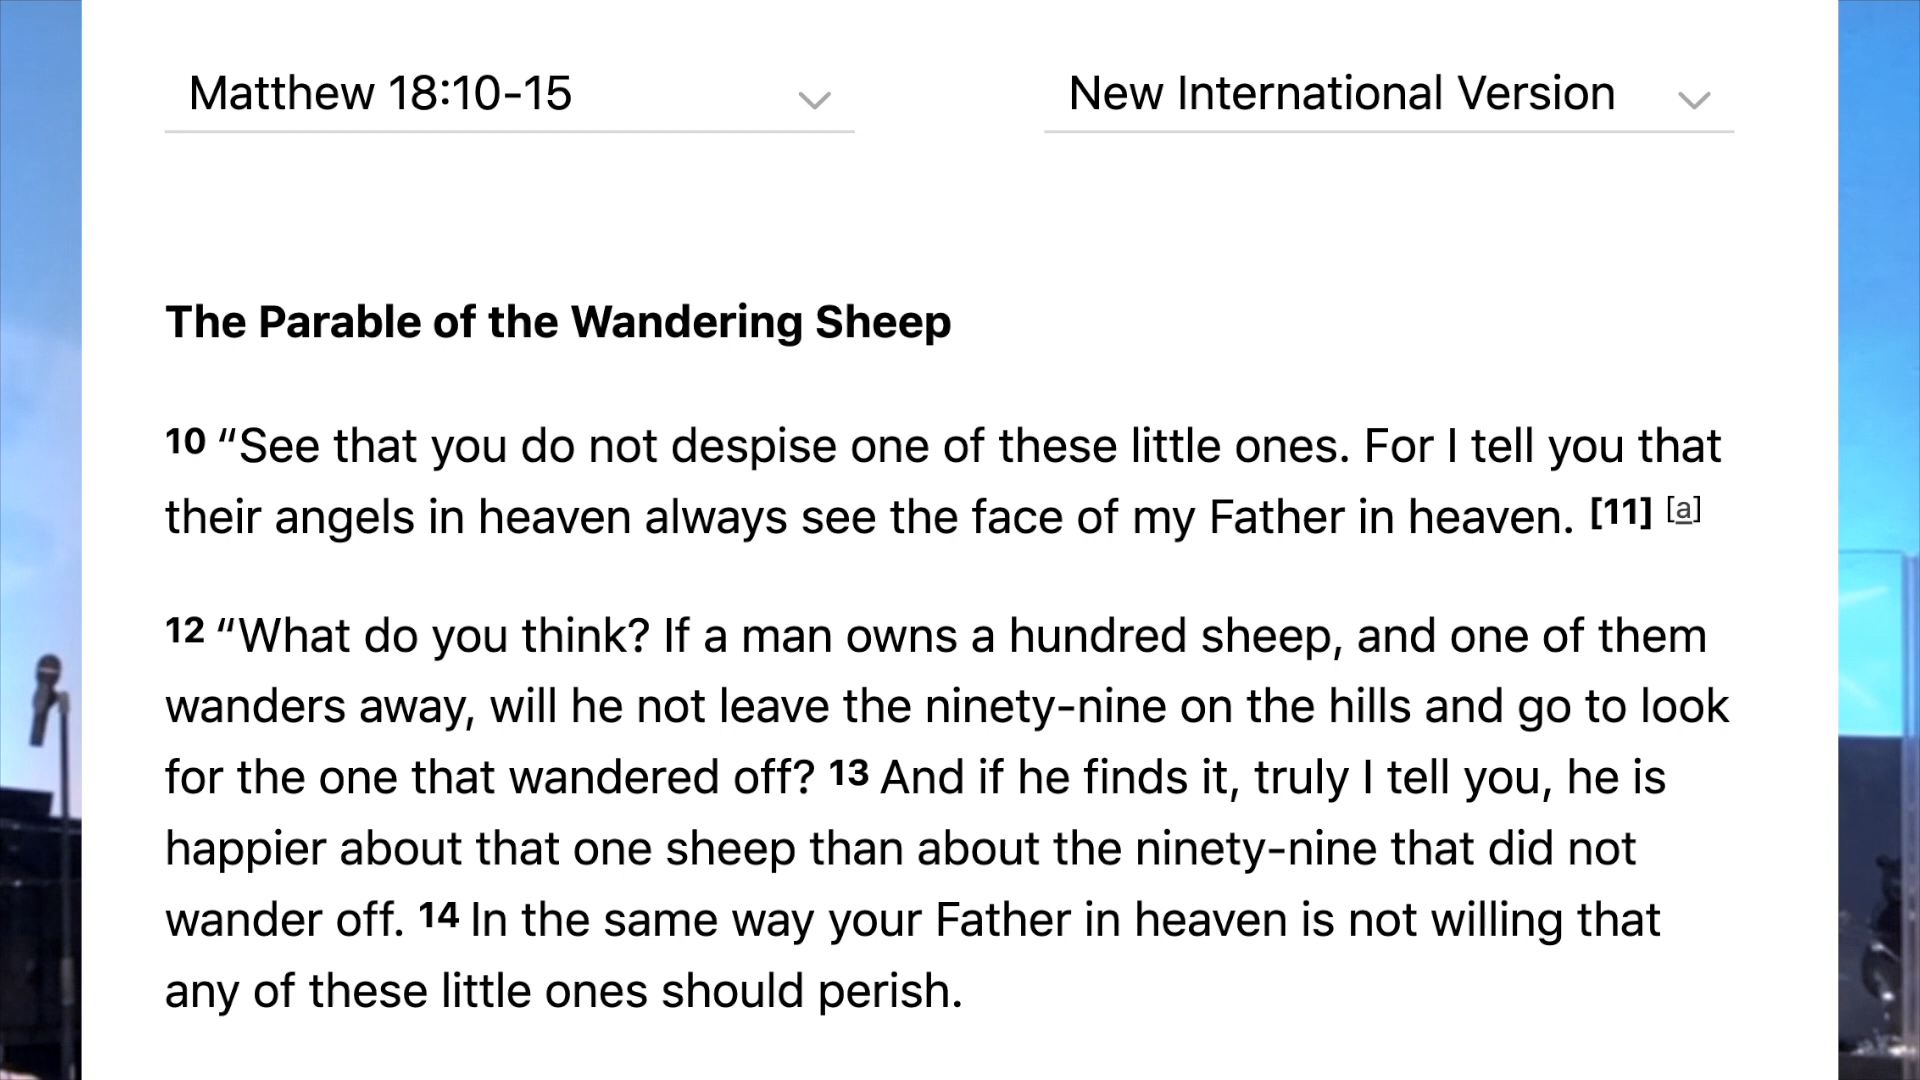 Matthew 18:10-15
New International Version
The Parable of the Wandering Sheep
10 “See that you do not despise one of these little ones. For I tell you that
their angels in heaven always see the face of my Father in heaven. [11] [a]
12 “What do you think? If a man owns a hundred sheep, and one of them
wanders away, will he not leave the ninety-nine on the hills and go to look
for the one that wandered off? 13 And if he finds it, truly I tell you, he is
happier about that one sheep than about the ninety-nine that did not
wander off. 14 In the same way your Father in heaven is not willing that
any of these little ones should perish.